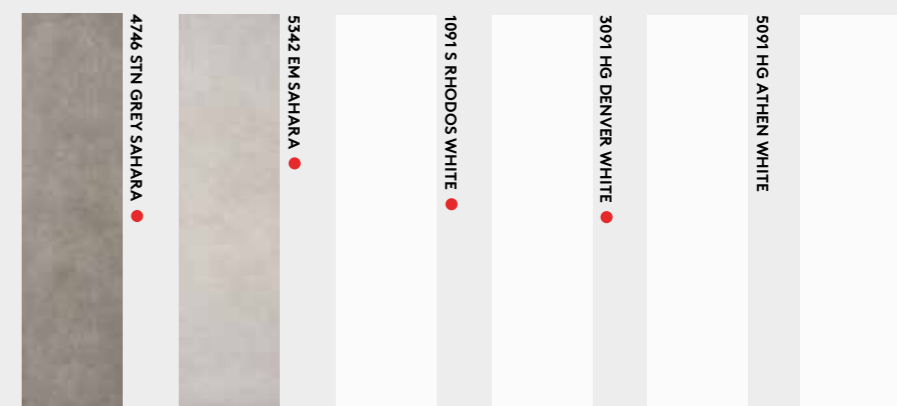 4746 STN GREY SAHARA
5342 EM SAHARA
1091 S RHODOS WHITE
3091 HG DENVER WHITE
5091 HG ATHEN WHITE